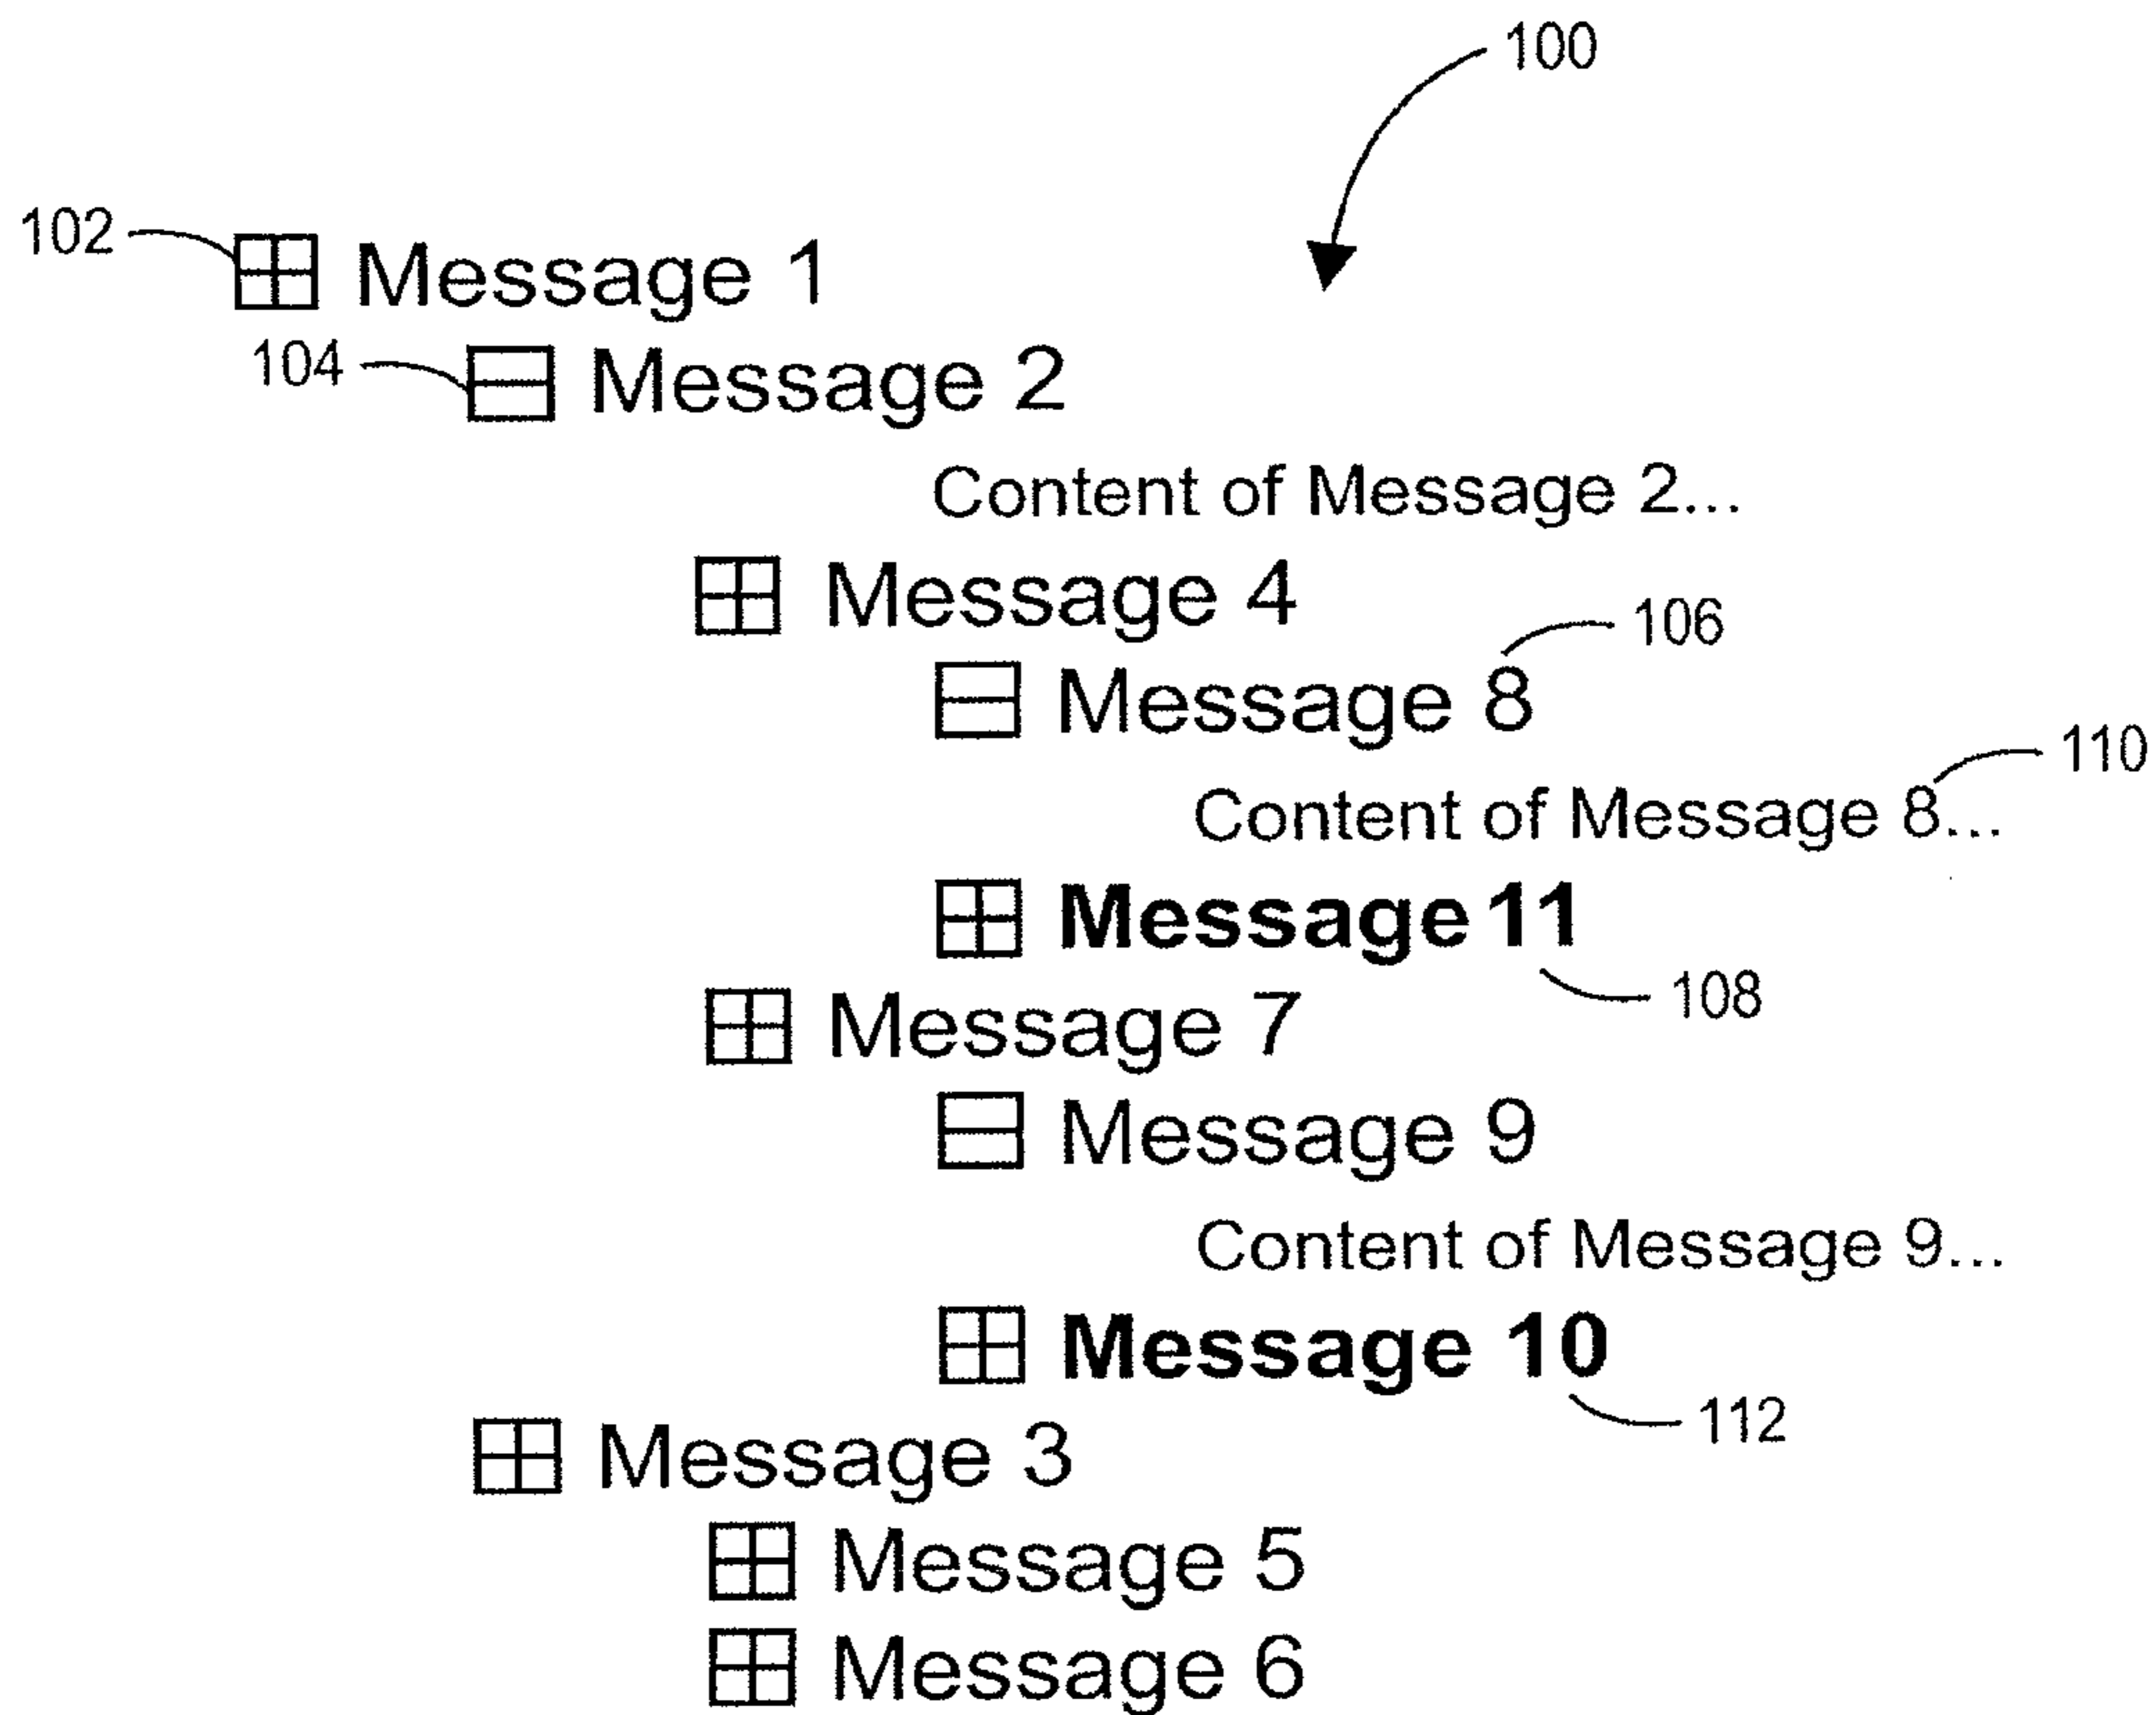 100
102 Message 1
104 Message 2
Content of Message 2...
Message 4
106
Message 8
110
Content of Message 8...
Message 11
108
Message 7
Message 9
Content of Message 9...
Message 10
112
Message 3
Message 5
Message 6